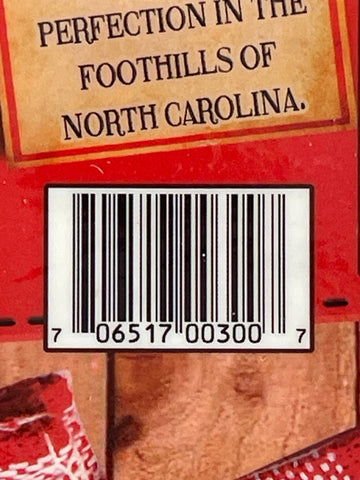 PERFECTION IN THE
FOOTHILLS OF
NORTH CAROLINA.
7 06517 00300 7